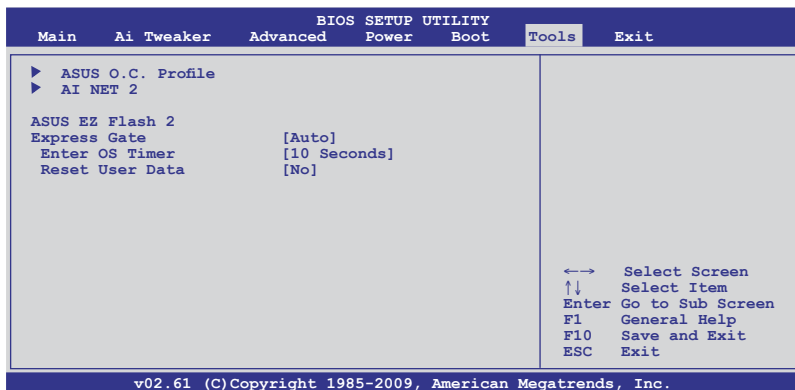 BIOS SETUP UTILITY
Main Ai Tweaker Advanced Power Boot Tools Exit
ASUS O.C. Profile
AI NET 2
ASUS EZ Flash 2
Express Gate [Auto]
Enter OS Timer [10 Seconds]
Reset User Data [No]
←→ Select Screen
↑↓ Select Item
Enter Go to Sub Screen
F1 General Help
F10 Save and Exit
ESC Exit
v02.61 (C)Copyright 1985-2009, American Megatrends, Inc.